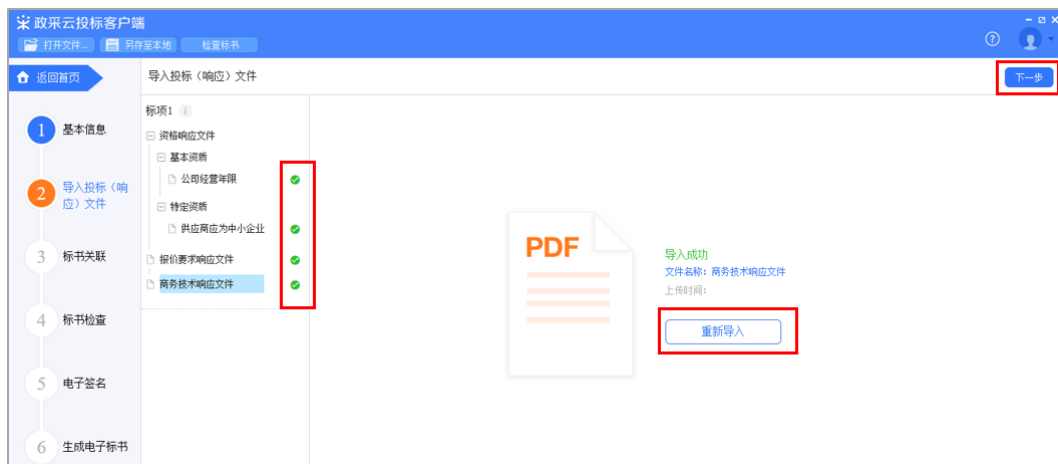 政采云投标客户端
打开文件... 另存至本地 检查标书
返回首页 导入投标（响应）文件 下一步
标项1
1 基本信息
资格响应文件
基本资质
公司经营年限
2 导入投标（响
应）文件
特定资质
供应商应为中小企业
3 标书关联
报价要求响应文件
商务技术响应文件
PDF
导入成功
文件名称：商务技术响应文件
上传时间：
重新导入
4 标书检查
5 电子签名
6 生成电子标书